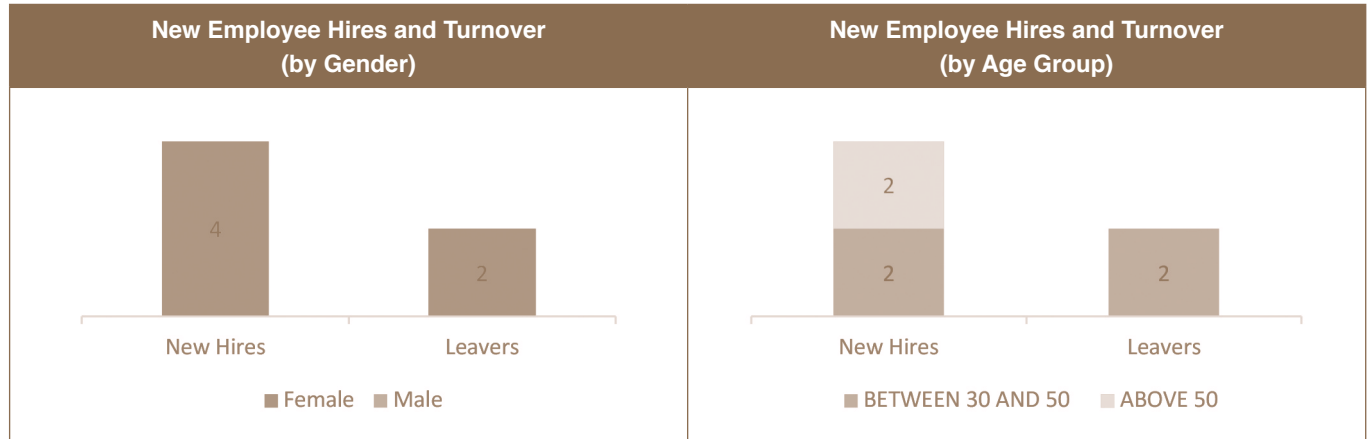 New Employee Hires and Turnover
(by Gender)
4
2
New Hires
Leavers
Female
Male
New Employee Hires and Turnover
(by Age Group)
2
2
2
New Hires
Leavers
BETWEEN 30 AND 50
ABOVE 50